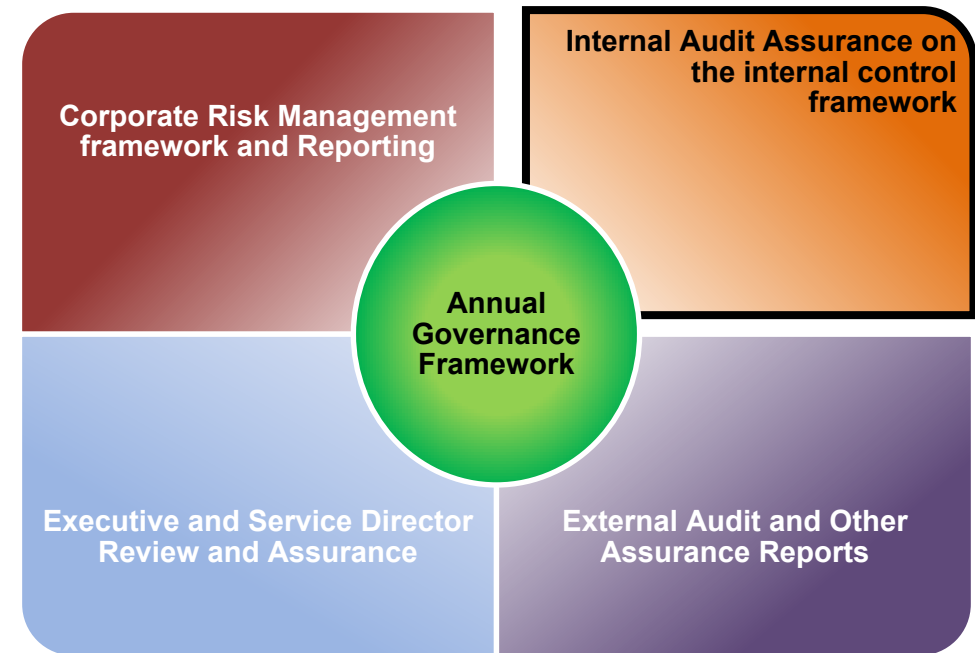 Internal Audit Assurance on
the internal control
framework
Corporate Risk Management
framework and Reporting
Annual
Governance
Framework
Executive and Service Director
Review and Assurance
External Audit and Other
Assurance Reports